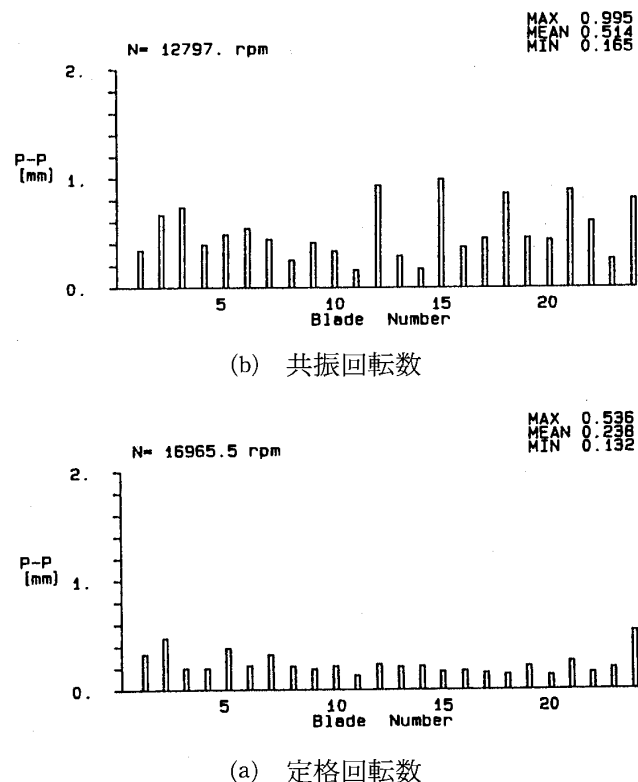 MAX 0.995
N= 12797. rpm
MEAN 0.514
MIN 0.165
2.
P-P
[mm]
1.
0.
5 10 15 20
Blade Number
(b) 共振回転数
MAX 0.536
N= 16965.5 rpm
MEAN 0.238
MIN 0.132
2.
P-P
[mm] 1.
0.
5 10 15 20
Blade Number
(a) 定格回転数